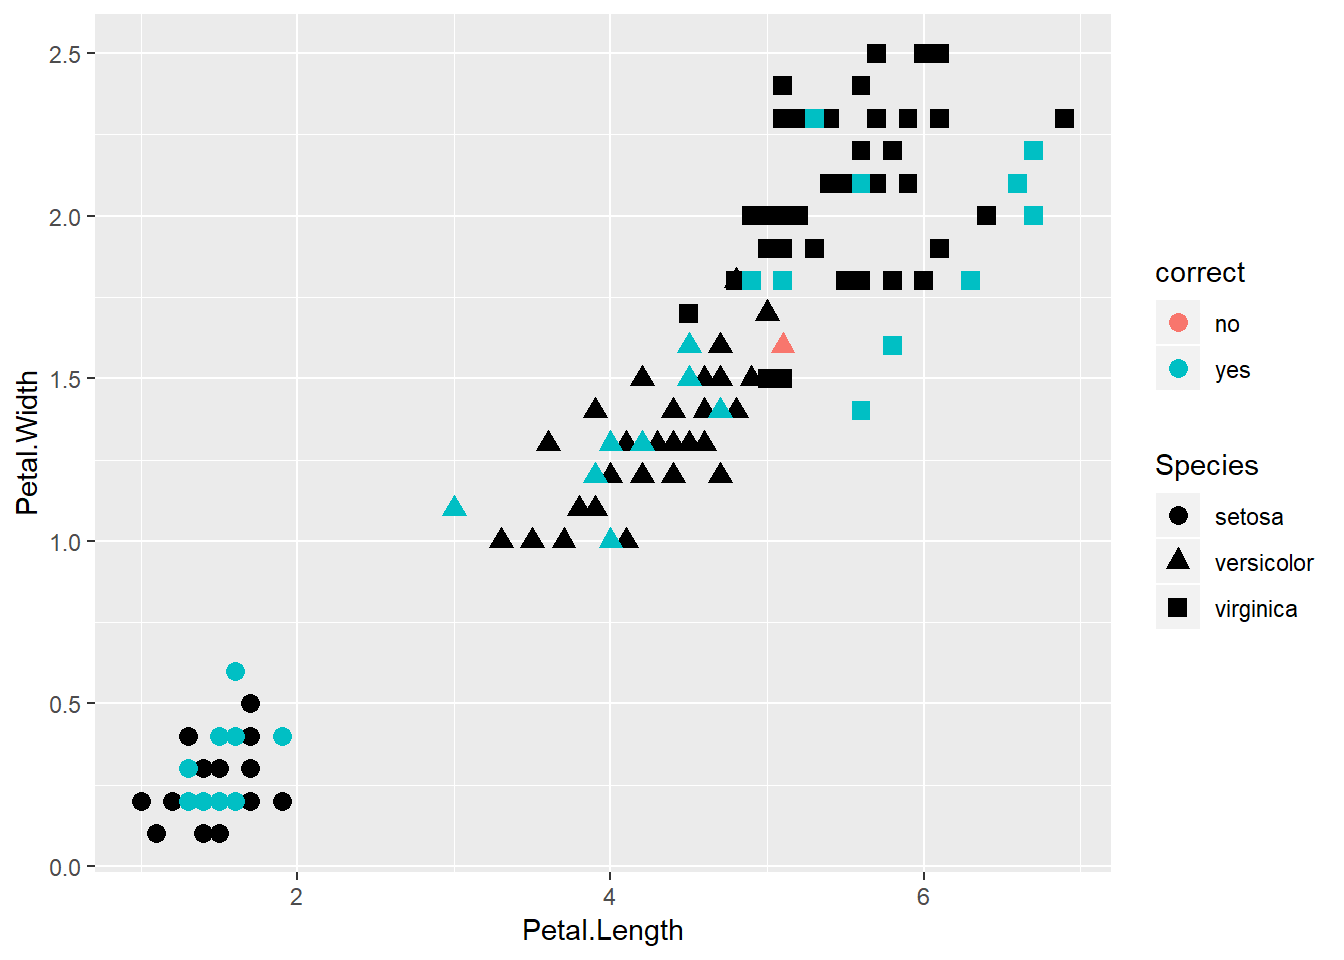 2.5
2.0
1.5
1.0
0.5
0.0
Petal.Width
2
4
6
Petal.Length
correct
no
yes
Species
setosa
versicolor
virginica